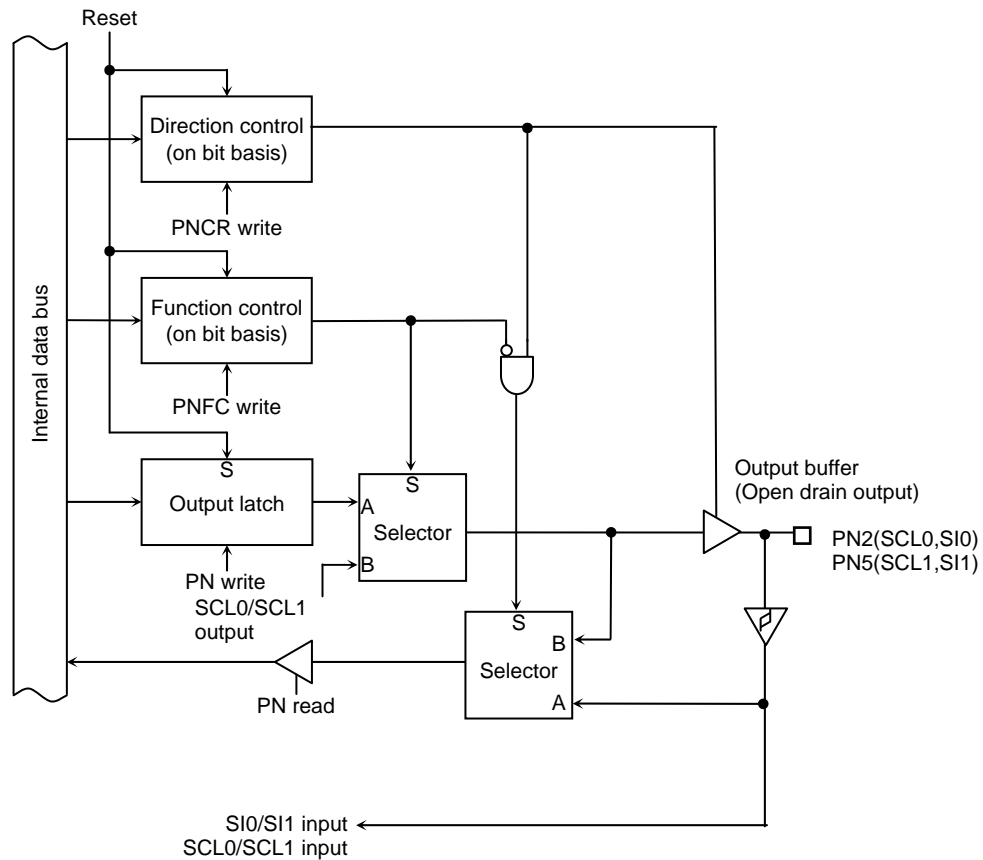 Reset
Direction control
(on bit basis)
PNCR write
Function control
(on bit basis)
PNFC write
Internal data bus
S
Output latch
PN write
A
S
Selector
B
SCL0/SCL1
output
Output buffer
(Open drain output)
PN2(SCL0,SI0)
PN5(SCL1,SI1)
S
B
Selector
A
PN read
SI0/SI1 input
SCL0/SCL1 input